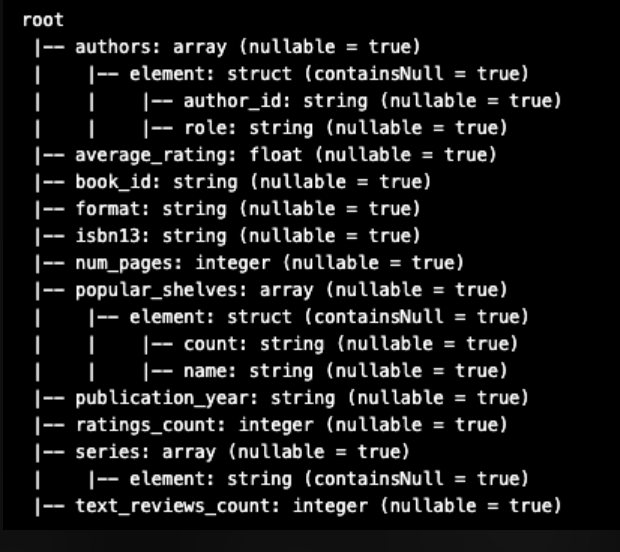 root
 |-- authors: array (nullable = true)
 |    |-- element: struct (containsNull = true)
 |    |    |-- author_id: string (nullable = true)
 |    |    |-- role: string (nullable = true)
 |-- average_rating: float (nullable = true)
 |-- book_id: string (nullable = true)
 |-- format: string (nullable = true)
 |-- isbn13: string (nullable = true)
 |-- num_pages: integer (nullable = true)
 |-- popular_shelves: array (nullable = true)
 |    |-- element: struct (containsNull = true)
 |    |    |-- count: string (nullable = true)
 |    |    |-- name: string (nullable = true)
 |-- publication_year: string (nullable = true)
 |-- ratings_count: integer (nullable = true)
 |-- series: array (nullable = true)
 |    |-- element: string (containsNull = true)
 |-- text_reviews_count: integer (nullable = true)